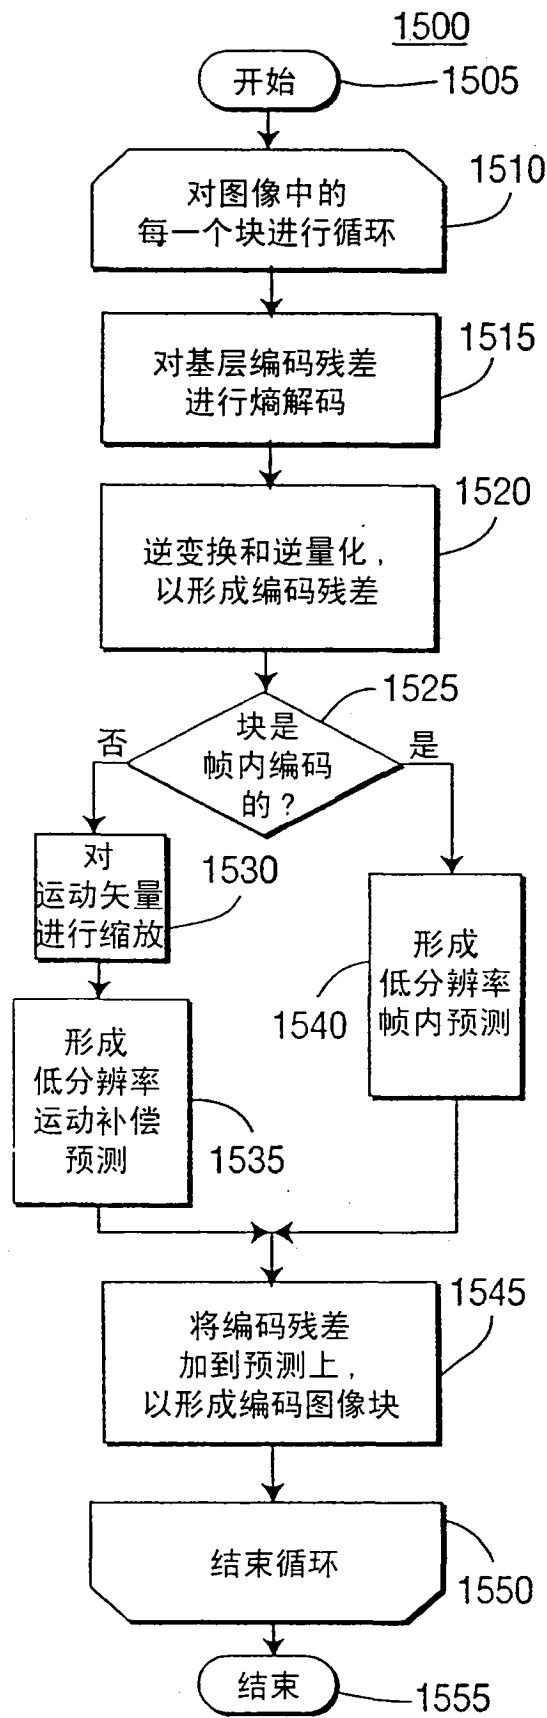 1500
开始
1505
对图像中的
每一个块进行循环
1510
对基层编码残差
进行熵解码
1515
逆变换和逆量化,
以形成编码残差
1520
块是
帧内编码
的?
1525
否
是
对
运动矢量
进行缩放
1530
形成
低分辨率
运动补偿
预测
1535
形成
低分辨率
帧内预测
1540
将编码残差
加到预测上,
以形成编码图像块
1545
结束循环
1550
结束
1555